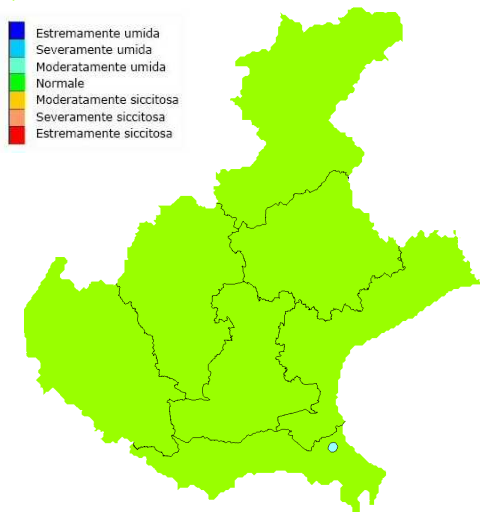 Estremamente umida
Severamente umida
Moderatamente umida
Normale
Moderatamente siccitosa
Severamente siccitosa
Estremamente siccitosa